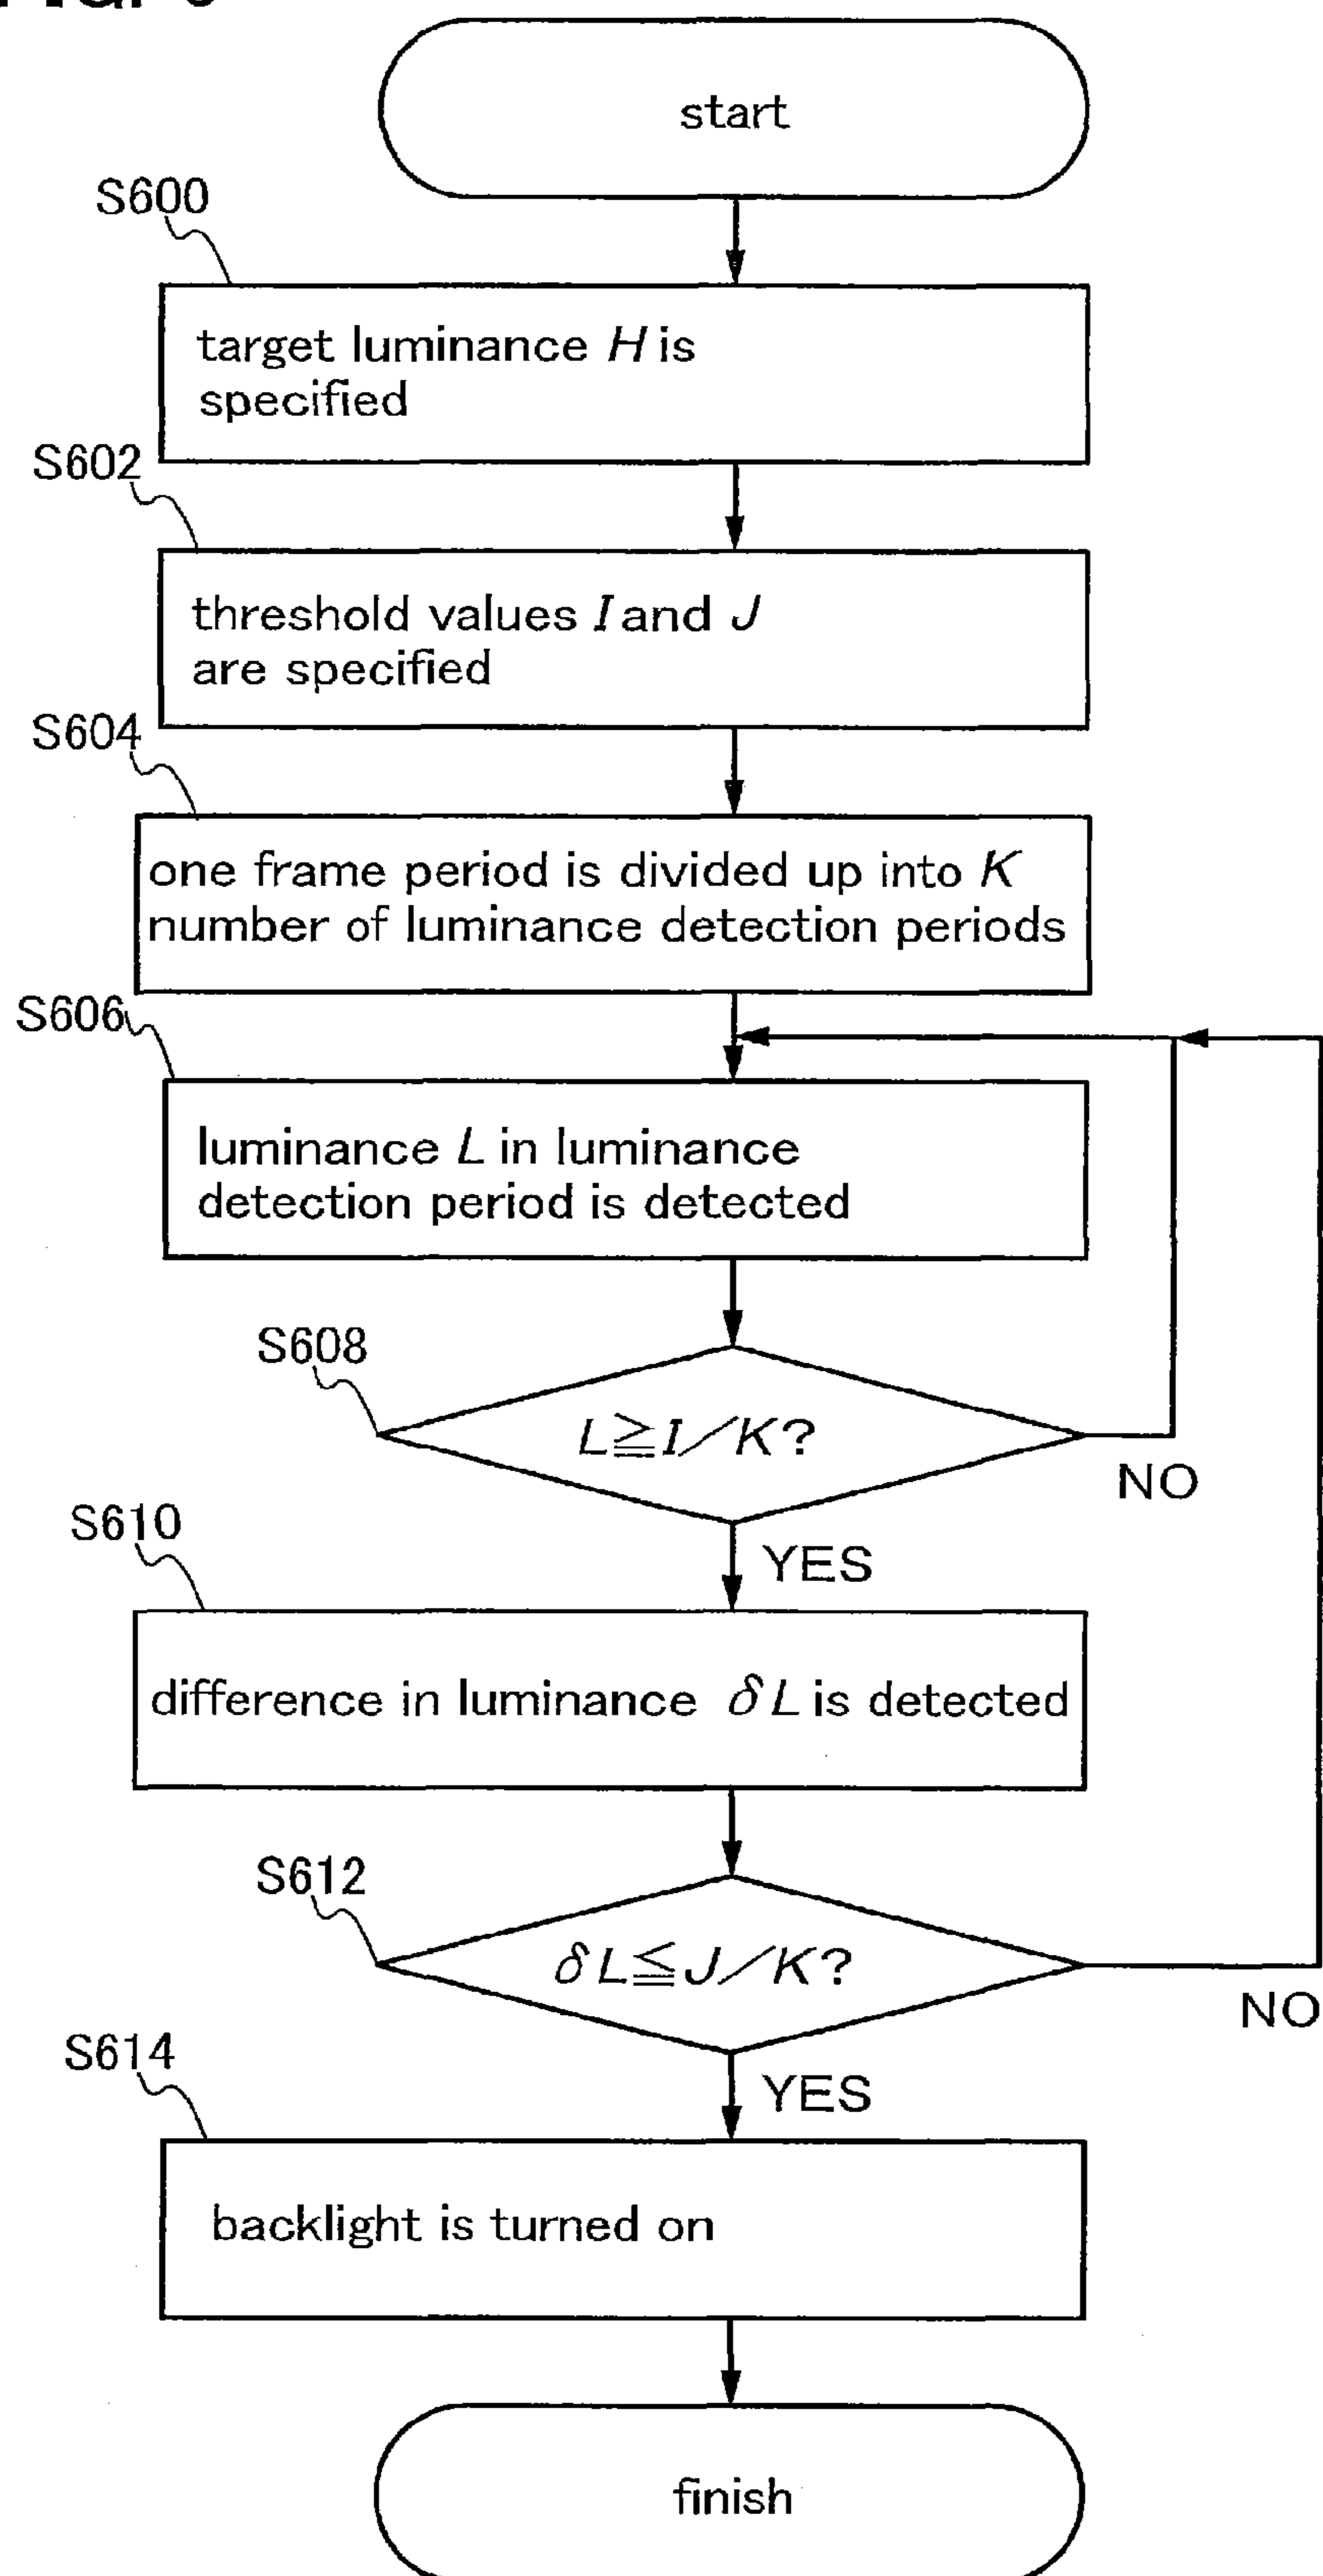 start
S600
target luminance H is
specified
S602
threshold values I and J
are specified
S604
one frame period is divided up into K
number of luminance detection periods
S606
luminance L in luminance
detection period is detected
S608
L≧I/K?
NO
YES
S610
difference in luminance δL is detected
S612
δL≦J/K?
NO
YES
S614
backlight is turned on
finish